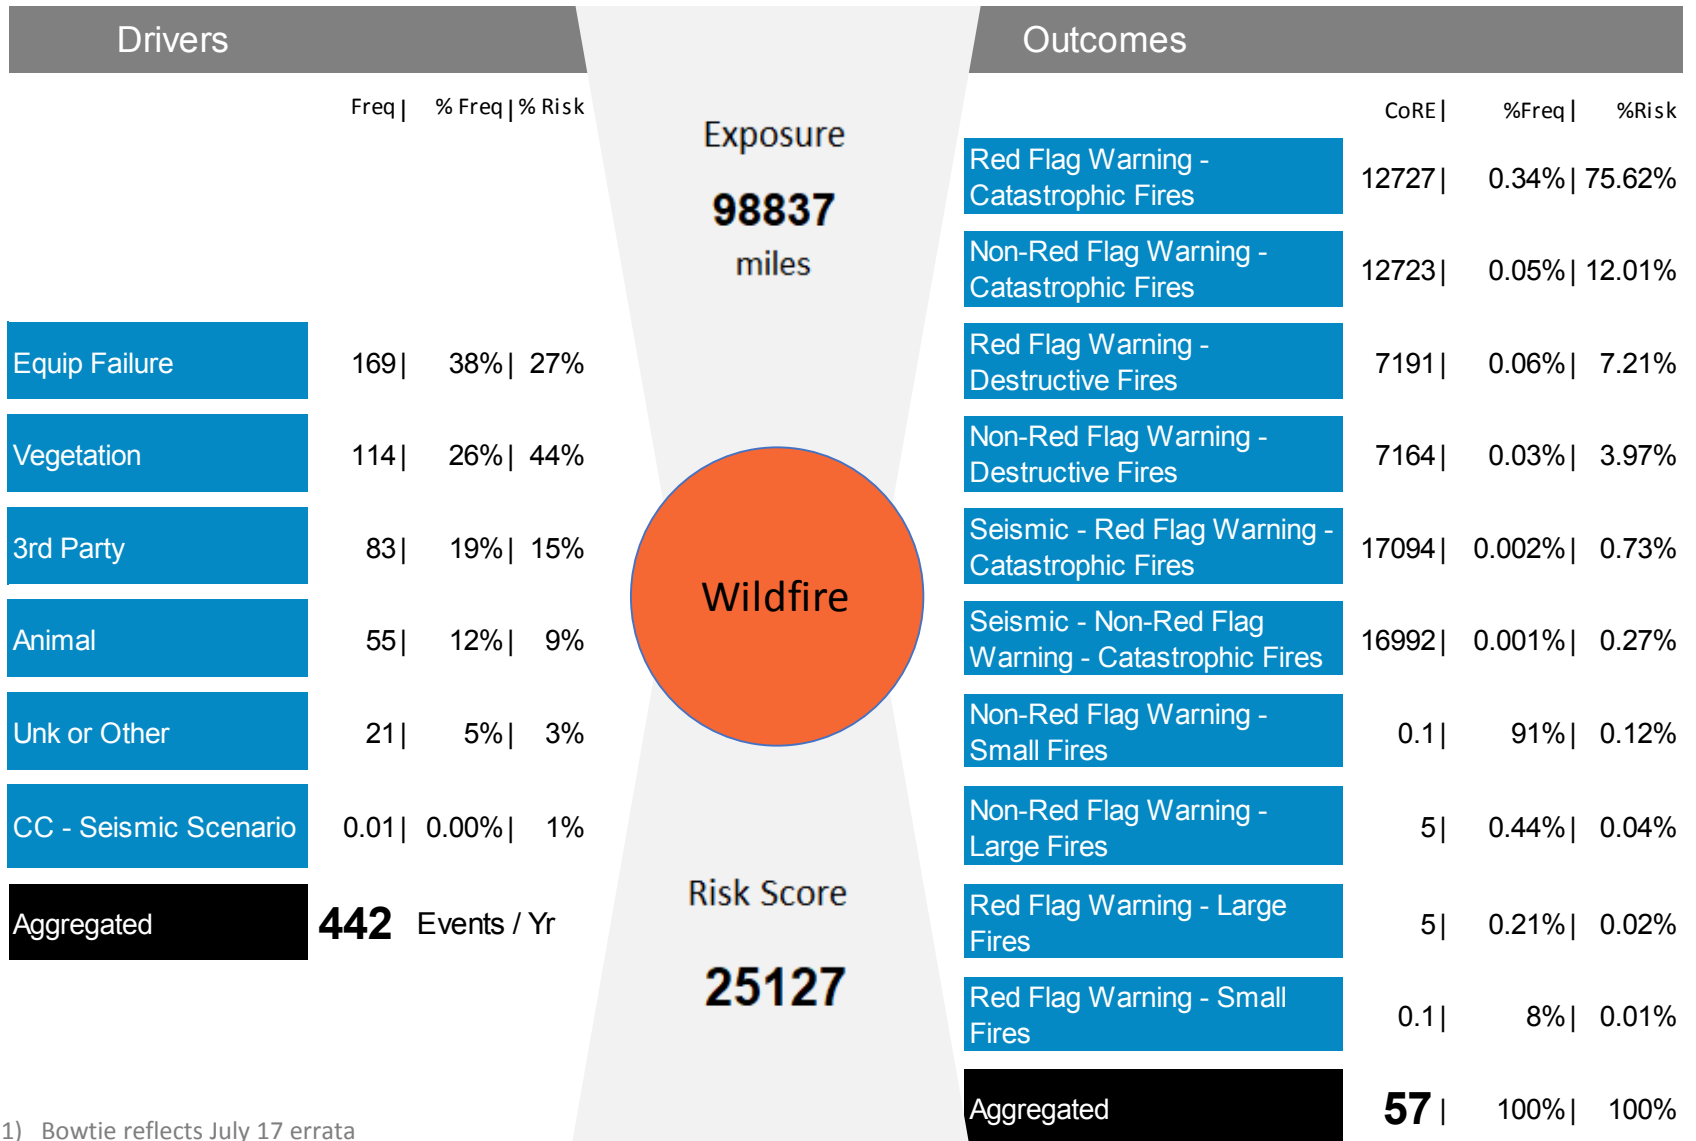 Drivers
Freq| % Freq| % Risk
Equip Failure 169| 38%| 27%
Vegetation 114| 26%| 44%
3rd Party 83| 19%| 15%
Animal 55| 12%| 9%
Unk or Other 21| 5%| 3%
CC - Seismic Scenario 0.01| 0.00%| 1%
Aggregated 442 Events / Yr
1) Bowtie reflects July 17 errata
Exposure
98837
miles
Wildfire
Risk Score
25127
Outcomes
CoRE| %Freq| %Risk
Red Flag Warning -
Catastrophic Fires 12727| 0.34%| 75.62%
Non-Red Flag Warning -
Catastrophic Fires 12723| 0.05%| 12.01%
Red Flag Warning -
Destructive Fires 7191| 0.06%| 7.21%
Non-Red Flag Warning -
Destructive Fires 7164| 0.03%| 3.97%
Seismic - Red Flag Warning -
Catastrophic Fires 17094| 0.002%| 0.73%
Seismic - Non-Red Flag
Warning - Catastrophic Fires 16992| 0.001%| 0.27%
Non-Red Flag Warning -
Small Fires 0.1| 91%| 0.12%
Non-Red Flag Warning -
Large Fires 5| 0.44%| 0.04%
Red Flag Warning - Large
Fires 5| 0.21%| 0.02%
Red Flag Warning - Small
Fires 0.1| 8%| 0.01%
Aggregated 57| 100%| 100%